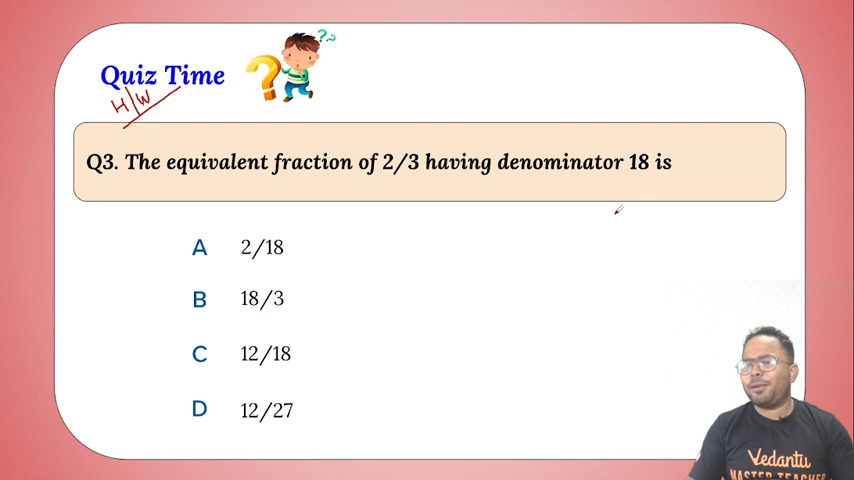 Quiz Time
H/W
Q3. The equivalent fraction of 2/3 having denominator 18 is
A 2/18
B 18/3
C 12/18
D 12/27
Vedantu
MASTER TEACHER